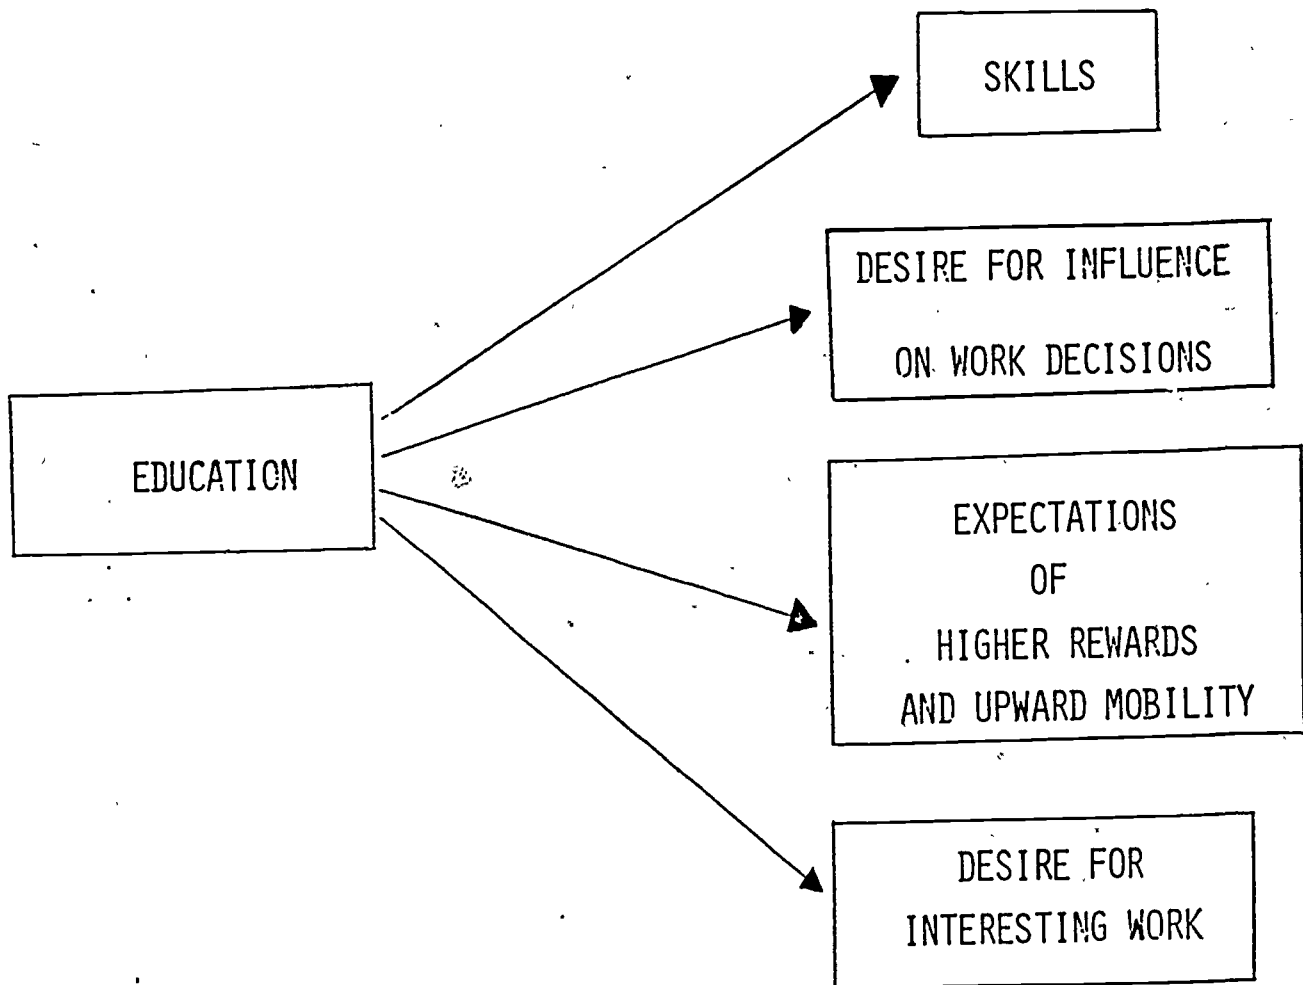 SKILLS
DESIRE FOR INFLUENCE
ON WORK DECISIONS
EDUCATION
EXPECTATIONS
OF
HIGHER REWARDS
AND UPWARD MOBILITY
DESIRE FOR
INTERESTING WORK